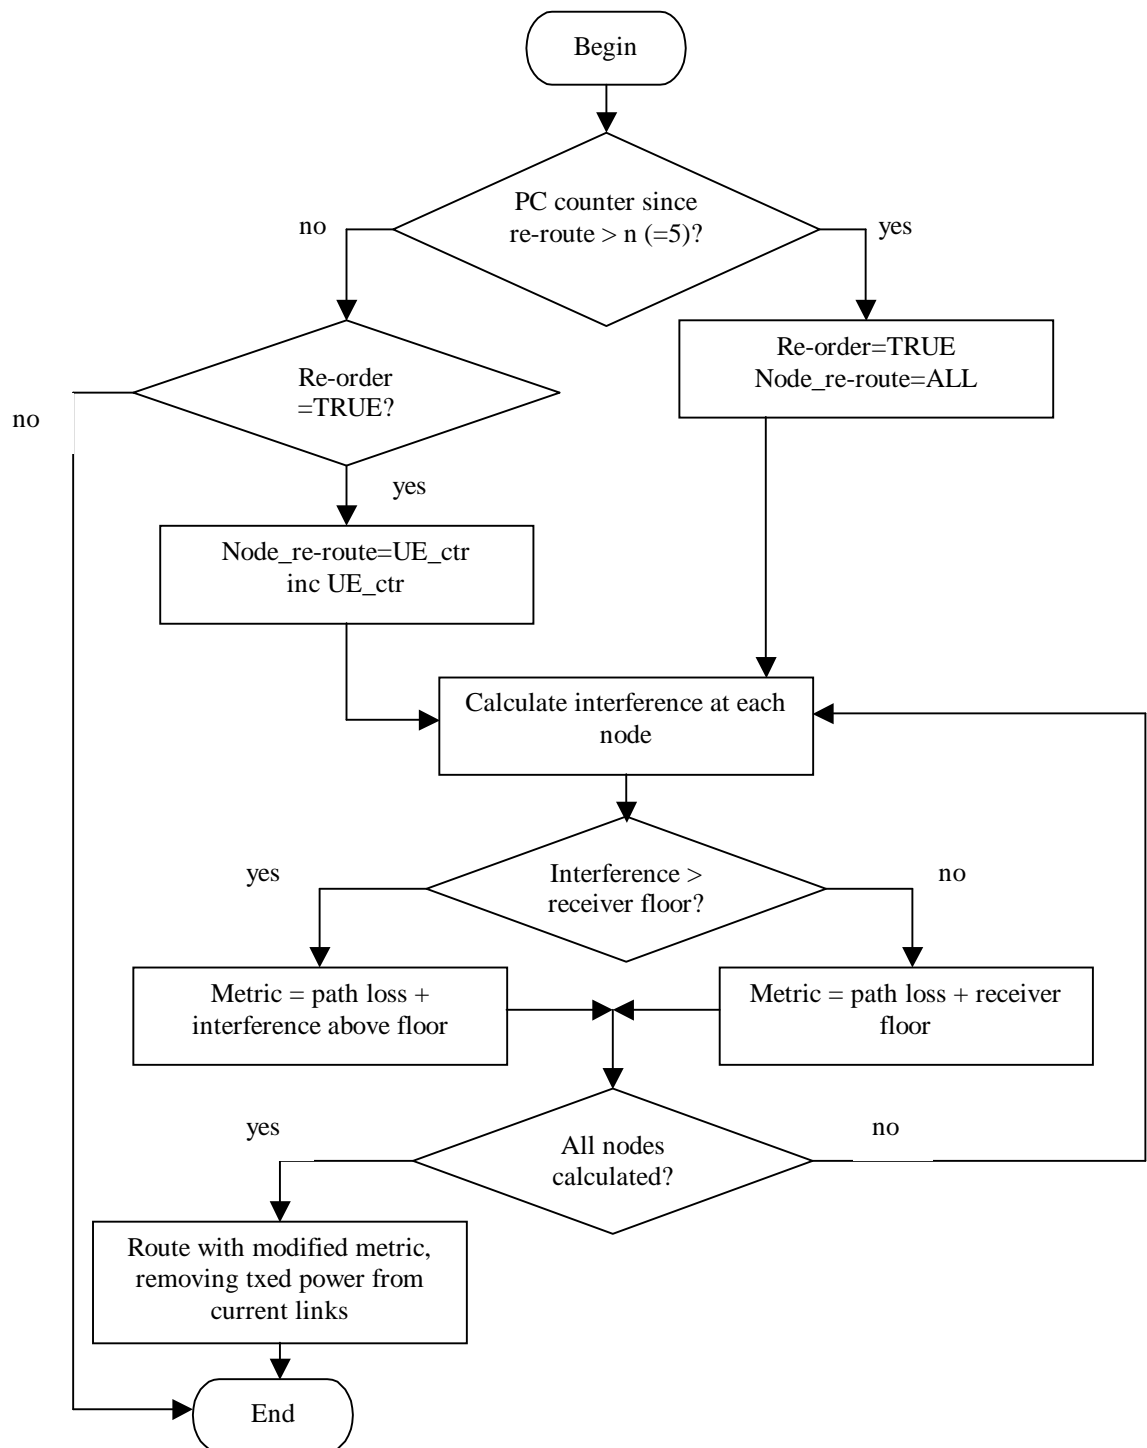 Begin
PC counter since
re-route > n (=5)?
no
yes
Re-order=TRUE
Node_re-route=ALL
Re-order
=TRUE?
no
yes
Node_re-route=UE_ctr
inc UE_ctr
Calculate interference at each
node
Interference >
receiver floor?
yes
no
Metric = path loss +
interference above floor
Metric = path loss + receiver
floor
All nodes
calculated?
yes
no
Route with modified metric,
removing txed power from
current links
End